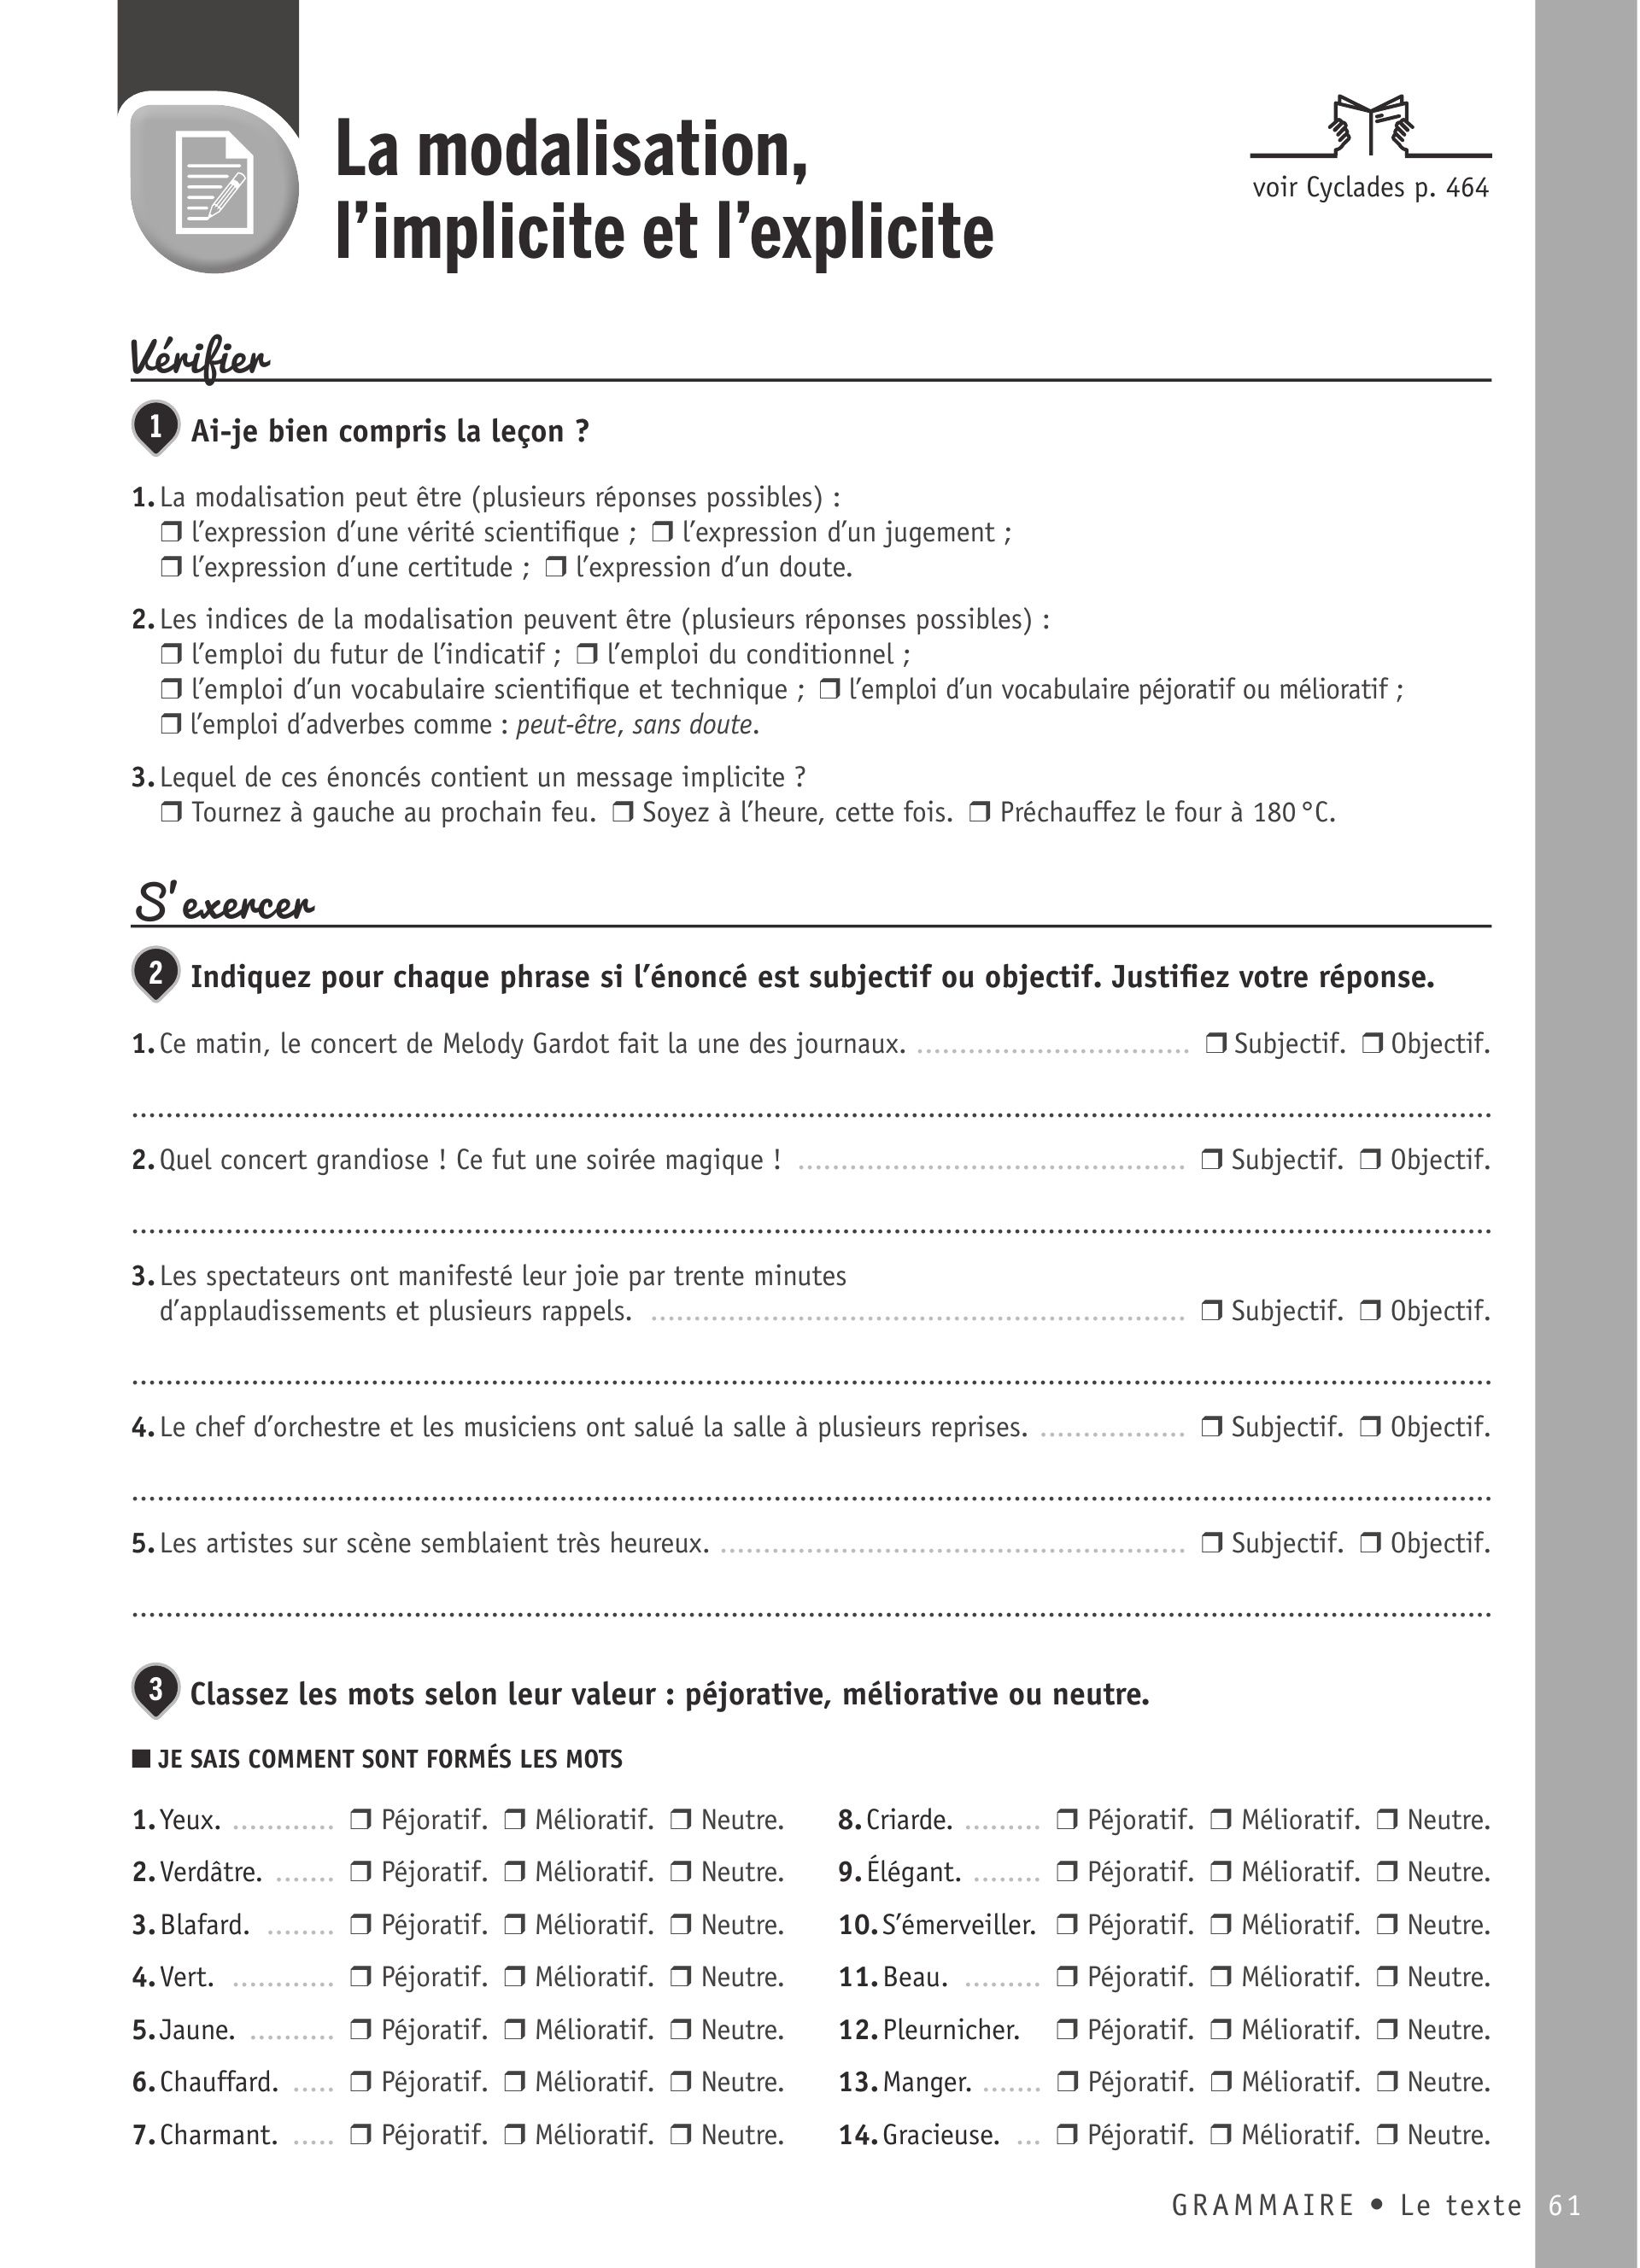 La modalisation,
l'implicite et l'explicite
voir Cyclades p. 464
Vérifier
1 Ai-je bien compris la leçon ?
1. La modalisation peut être (plusieurs réponses possibles) :
❒ l'expression d'une vérité scientifique ; ❒ l'expression d'un jugement ;
❒ l'expression d'une certitude ; ❒ l'expression d'un doute.
2. Les indices de la modalisation peuvent être (plusieurs réponses possibles) :
❒ l'emploi du futur de l'indicatif ; ❒ l'emploi du conditionnel ;
❒ l'emploi d'un vocabulaire scientifique et technique ; ❒ l'emploi d'un vocabulaire péjoratif ou mélioratif ;
❒ l'emploi d'adverbes comme : peut-être, sans doute.
3. Lequel de ces énoncés contient un message implicite ?
❒ Tournez à gauche au prochain feu. ❒ Soyez à l'heure, cette fois. ❒ Préchauffez le four à 180 °C.
S'exercer
2 Indiquez pour chaque phrase si l'énoncé est subjectif ou objectif. Justifiez votre réponse.
1. Ce matin, le concert de Melody Gardot fait la une des journaux. ................................ ❒ Subjectif. ❒ Objectif.
2. Quel concert grandiose ! Ce fut une soirée magique ! ............................................. ❒ Subjectif. ❒ Objectif.
3. Les spectateurs ont manifesté leur joie par trente minutes
d'applaudissements et plusieurs rappels. .............................................................. ❒ Subjectif. ❒ Objectif.
4. Le chef d'orchestre et les musiciens ont salué la salle à plusieurs reprises. ................. ❒ Subjectif. ❒ Objectif.
5. Les artistes sur scène semblaient très heureux. ...................................................... ❒ Subjectif. ❒ Objectif.
3 Classez les mots selon leur valeur : péjorative, méliorative ou neutre.
■ JE SAIS COMMENT SONT FORMÉS LES MOTS
1. Yeux. ............ ❒ Péjoratif. ❒ Mélioratif. ❒ Neutre.
2. Verdâtre. ....... ❒ Péjoratif. ❒ Mélioratif. ❒ Neutre.
3. Blafard. ........ ❒ Péjoratif. ❒ Mélioratif. ❒ Neutre.
4. Vert. ............ ❒ Péjoratif. ❒ Mélioratif. ❒ Neutre.
5. Jaune. .......... ❒ Péjoratif. ❒ Mélioratif. ❒ Neutre.
6. Chauffard. ..... ❒ Péjoratif. ❒ Mélioratif. ❒ Neutre.
7. Charmant. ..... ❒ Péjoratif. ❒ Mélioratif. ❒ Neutre.
8. Criarde. ......... ❒ Péjoratif. ❒ Mélioratif. ❒ Neutre.
9. Élégant. ........ ❒ Péjoratif. ❒ Mélioratif. ❒ Neutre.
10. S'émerveiller. ❒ Péjoratif. ❒ Mélioratif. ❒ Neutre.
11. Beau. ......... ❒ Péjoratif. ❒ Mélioratif. ❒ Neutre.
12. Pleurnicher. ❒ Péjoratif. ❒ Mélioratif. ❒ Neutre.
13. Manger. ....... ❒ Péjoratif. ❒ Mélioratif. ❒ Neutre.
14. Gracieuse. ... ❒ Péjoratif. ❒ Mélioratif. ❒ Neutre.
GRAMMAIRE • Le texte 61